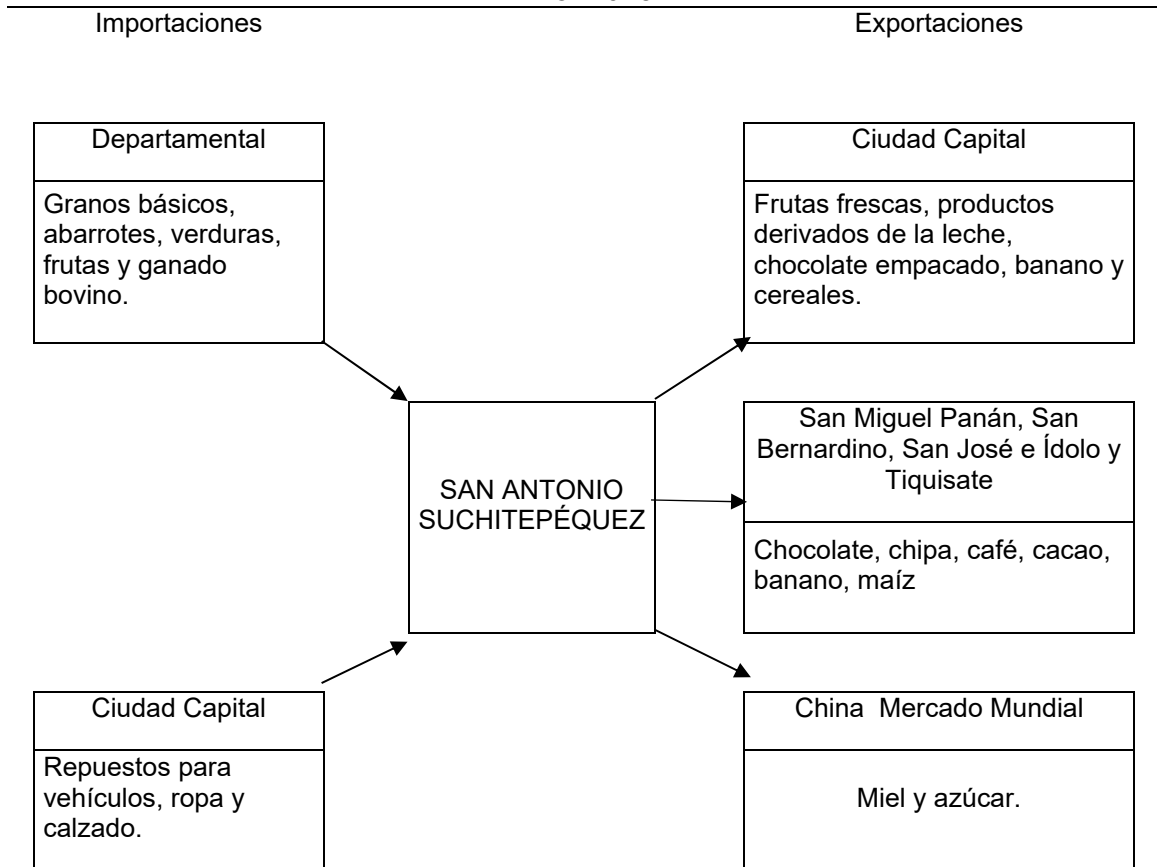 Importaciones
Exportaciones
Departamental
Granos básicos,
abarrotes, verduras,
frutas y ganado
bovino.
Ciudad Capital
Frutas frescas, productos
derivados de la leche,
chocolate empacado, banano y
cereales.
SAN ANTONIO
SUCHITEPÉQUEZ
San Miguel Panán, San
Bernardino, San José e Ídolo y
Tiquisate
Chocolate, chipa, café, cacao,
banano, maíz
Ciudad Capital
Repuestos para
vehículos, ropa y
calzado.
China  Mercado Mundial
Miel y azúcar.